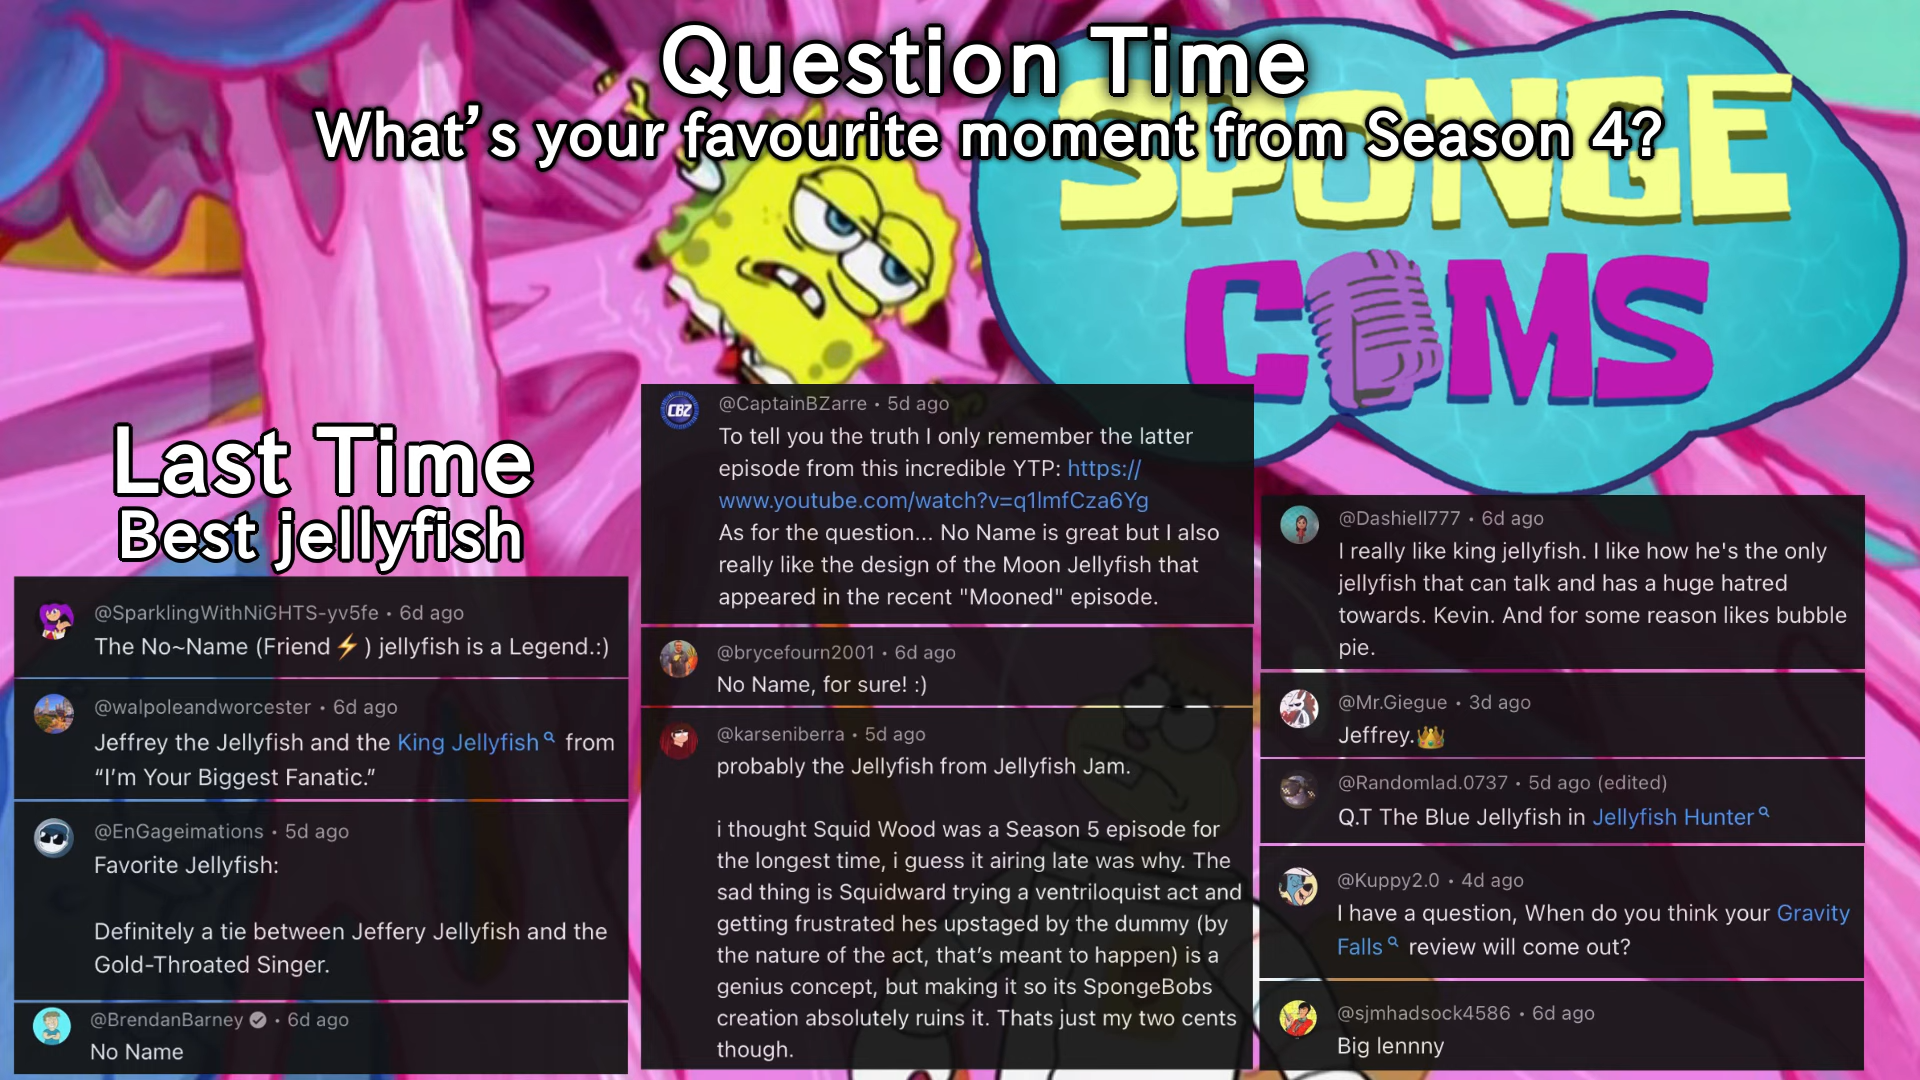 Question Time
What's your favourite moment from Season 4?
SPONGE
COMS
Last Time
Best jellyfish
@SparklingWithNiGHTS-yv5fe • 6d ago
The No~Name (Friend⚡) jellyfish is a Legend.:)
@walpoleandworcester • 6d ago
Jeffrey the Jellyfish and the King Jellyfish from
“I’m Your Biggest Fanatic.”
@EnGageimations • 5d ago
Favorite Jellyfish:
Definitely a tie between Jeffery Jellyfish and the
Gold-Throated Singer.
@BrendanBarney • 6d ago
No Name
CBZ
@CaptainBZarre • 5d ago
To tell you the truth I only remember the latter
episode from this incredible YTP: https://
www.youtube.com/watch?v=q1lmfCza6Yg
As for the question... No Name is great but I also
really like the design of the Moon Jellyfish that
appeared in the recent "Mooned" episode.
@brycefourn2001 • 6d ago
No Name, for sure! :)
@karseniberra • 5d ago
probably the Jellyfish from Jellyfish Jam.
i thought Squid Wood was a Season 5 episode for
the longest time, i guess it airing late was why. The
sad thing is Squidward trying a ventriloquist act and
getting frustrated hes upstaged by the dummy (by
the nature of the act, that’s meant to happen) is a
genius concept, but making it so its SpongeBobs
creation absolutely ruins it. Thats just my two cents
though.
@Dashiell777 • 6d ago
I really like king jellyfish. I like how he's the only
jellyfish that can talk and has a huge hatred
towards. Kevin. And for some reason likes bubble
pie.
@Mr.Giegue • 3d ago
Jeffrey.👑
@Randomlad.0737 • 5d ago (edited)
Q.T The Blue Jellyfish in Jellyfish Hunter
@Kuppy2.0 • 4d ago
I have a question, When do you think your Gravity
Falls review will come out?
@sjmhadsock4586 • 6d ago
Big lennny